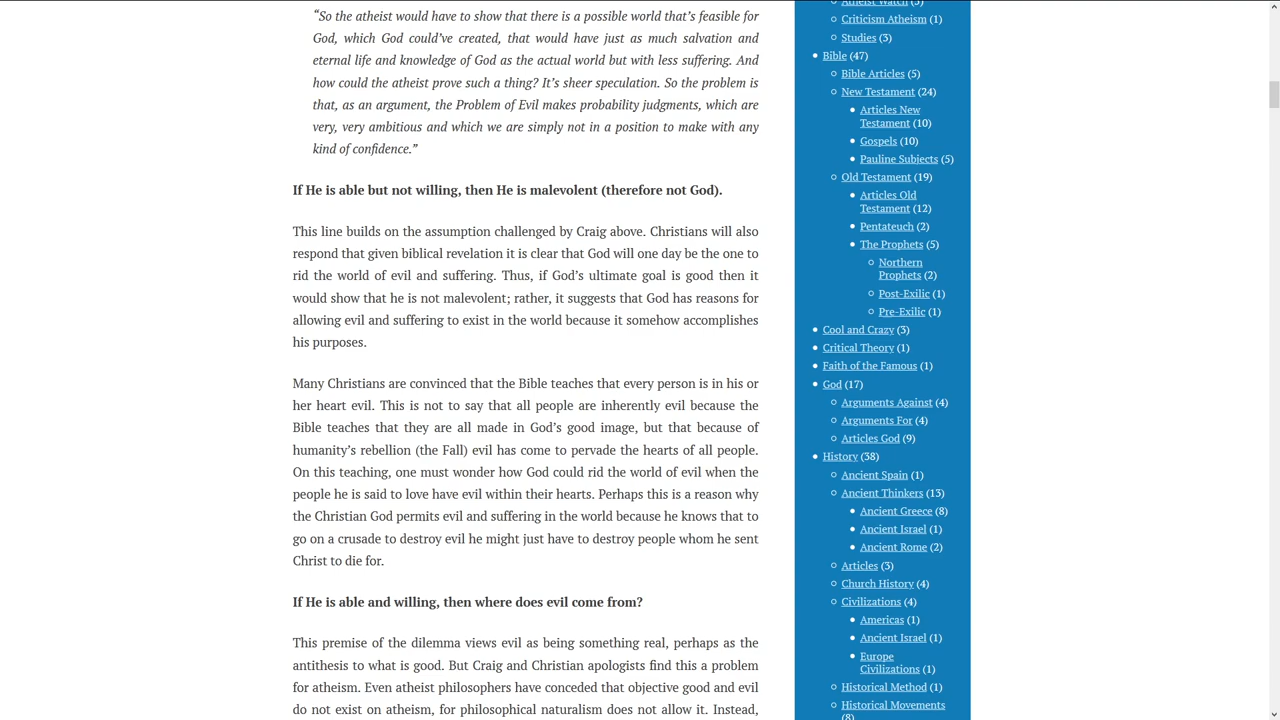 “So the atheist would have to show that there is a possible world that’s feasible for
God, which God could’ve created, that would have just as much salvation and
eternal life and knowledge of God as the actual world but with less suffering. And
how could the atheist prove such a thing? It’s sheer speculation. So the problem is
that, as an argument, the Problem of Evil makes probability judgments, which are
very, very ambitious and which we are simply not in a position to make with any
kind of confidence.”
If He is able but not willing, then He is malevolent (therefore not God).
This line builds on the assumption challenged by Craig above. Christians will also
respond that given biblical revelation it is clear that God will one day be the one to
rid the world of evil and suffering. Thus, if God’s ultimate goal is good then it
would show that he is not malevolent; rather, it suggests that God has reasons for
allowing evil and suffering to exist in the world because it somehow accomplishes
his purposes.
Many Christians are convinced that the Bible teaches that every person is in his or
her heart evil. This is not to say that all people are inherently evil because the
Bible teaches that they are all made in God’s good image, but that because of
humanity’s rebellion (the Fall) evil has come to pervade the hearts of all people.
On this teaching, one must wonder how God could rid the world of evil when the
people he is said to love have evil within their hearts. Perhaps this is a reason why
the Christian God permits evil and suffering in the world because he knows that to
go on a crusade to destroy evil he might just have to destroy people whom he sent
Christ to die for.
If He is able and willing, then where does evil come from?
This premise of the dilemma views evil as being something real, perhaps as the
antithesis to what is good. But Craig and Christian apologists find this a problem
for atheism. Even atheist philosophers have conceded that objective good and evil
do not exist on atheism, for philosophical naturalism does not allow it. Instead,
Atheist Watch (3)
Criticism Atheism (1)
Studies (3)
Bible (47)
Bible Articles (5)
New Testament (24)
Articles New
Testament (10)
Gospels (10)
Pauline Subjects (5)
Old Testament (19)
Articles Old
Testament (12)
Pentateuch (2)
The Prophets (5)
Northern
Prophets (2)
Post-Exilic (1)
Pre-Exilic (1)
Cool and Crazy (3)
Critical Theory (1)
Faith of the Famous (1)
God (17)
Arguments Against (4)
Arguments For (4)
Articles God (9)
History (38)
Ancient Spain (1)
Ancient Thinkers (13)
Ancient Greece (8)
Ancient Israel (1)
Ancient Rome (2)
Articles (3)
Church History (4)
Civilizations (4)
Americas (1)
Ancient Israel (1)
Europe
Civilizations (1)
Historical Method (1)
Historical Movements
(8)